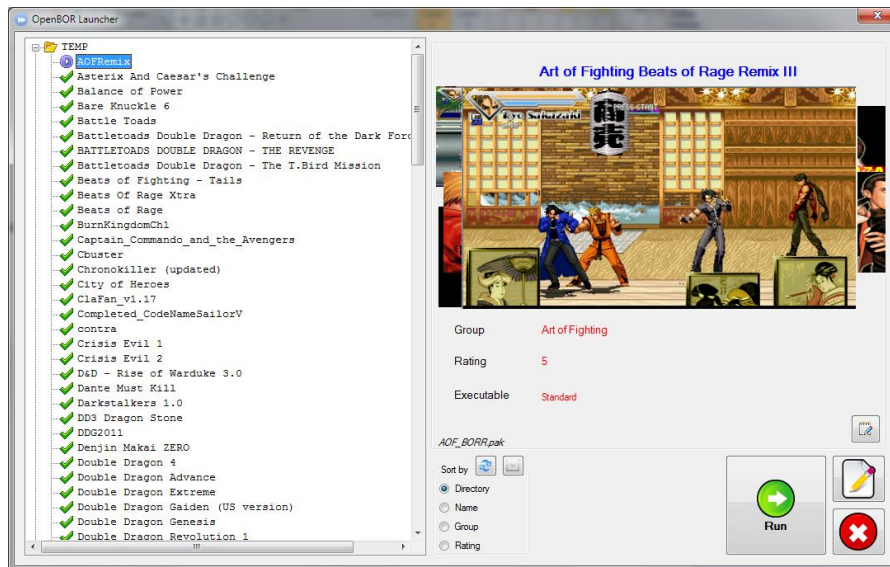 OpenBOR Launcher
TEMP
AOFRemix
Asterix And Caesar's Challenge
Balance of Power
Bare Knuckle 6
Battle Toads
Battletoads Double Dragon - Return of the Dark Forc
BATTLETOADS DOUBLE DRAGON - THE REVENGE
Battletoads Double Dragon - The T.Bird Mission
Beats of Fighting - Tails
Beats Of Rage Xtra
Beats of Rage
BurnKingdomCh1
Captain_Commando_and_the_Avengers
Cbuster
Chronokiller (updated)
City of Heroes
ClaFan_v1.17
Completed_CodeNameSailorV
contra
Crisis Evil 1
Crisis Evil 2
D&D - Rise of Warduke 3.0
Dante Must Kill
Darkstalkers 1.0
DD3 Dragon Stone
DDG2011
Denjin Makai ZERO
Double Dragon 4
Double Dragon Advance
Double Dragon Extreme
Double Dragon Gaiden (US version)
Double Dragon Genesis
Double Dragon Revolution 1
Art of Fighting Beats of Rage Remix III
PRESS START
Ryo Sakazaki
Group
Art of Fighting
Rating
5
Executable
Standard
AOF_BORR.pak
Sort by
Directory
Name
Group
Rating
Run